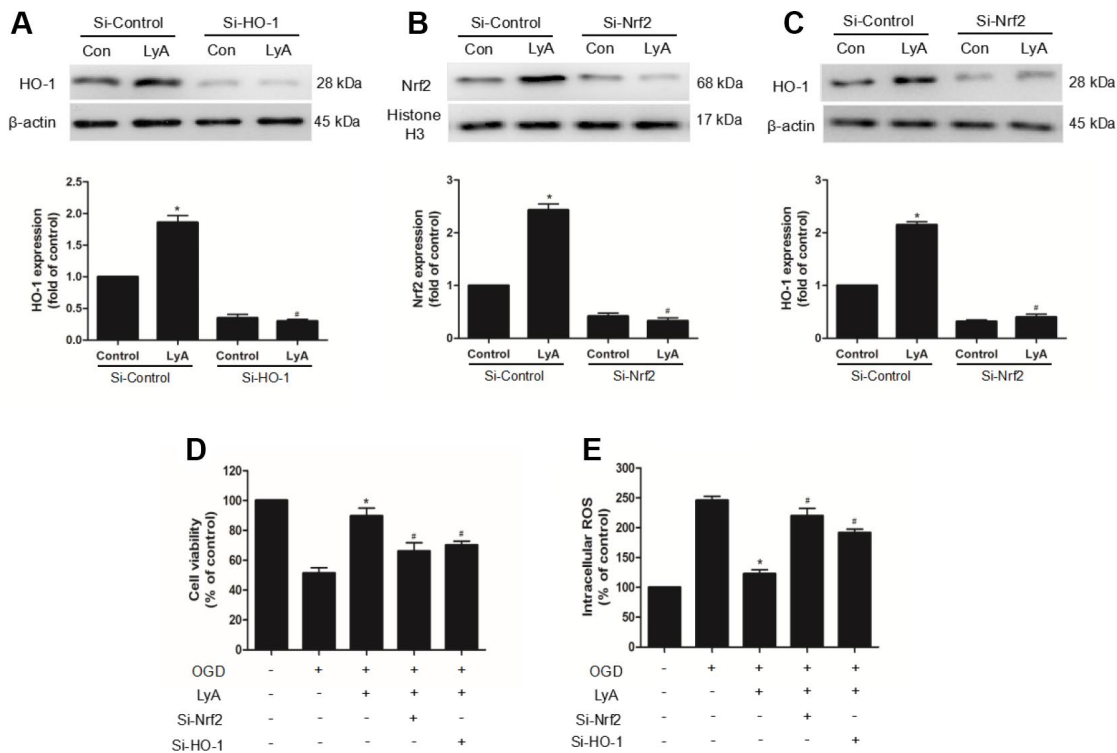 A
Si-Control Si-HO-1
Con LyA Con LyA
HO-1 28 kDa
β-actin 45 kDa
HO-1 expression
(fold of control)
2.5
2.0
1.5
1.0
0.5
0.0
* #
Control LyA Control LyA
Si-Control Si-HO-1
B
Si-Control Si-Nrf2
Con LyA Con LyA
Nrf2 68 kDa
Histone
H3 17 kDa
Nrf2 expression
(fold of control)
3
2
1
0
* #
Control LyA Control LyA
Si-Control Si-Nrf2
C
Si-Control Si-Nrf2
Con LyA Con LyA
HO-1 28 kDa
β-actin 45 kDa
HO-1 expression
(fold of control)
3
2
1
0
* #
Control LyA Control LyA
Si-Control Si-Nrf2
D
Cell viability
(% of control)
120
100
80
60
40
20
0
* # #
OGD - + + + +
LyA - - + + +
Si-Nrf2 - - - + -
Si-HO-1 - - - - +
E
Intracellular ROS
(% of control)
300
250
200
150
100
50
0
* # #
OGD - + + + +
LyA - - + + +
Si-Nrf2 - - - + -
Si-HO-1 - - - - +